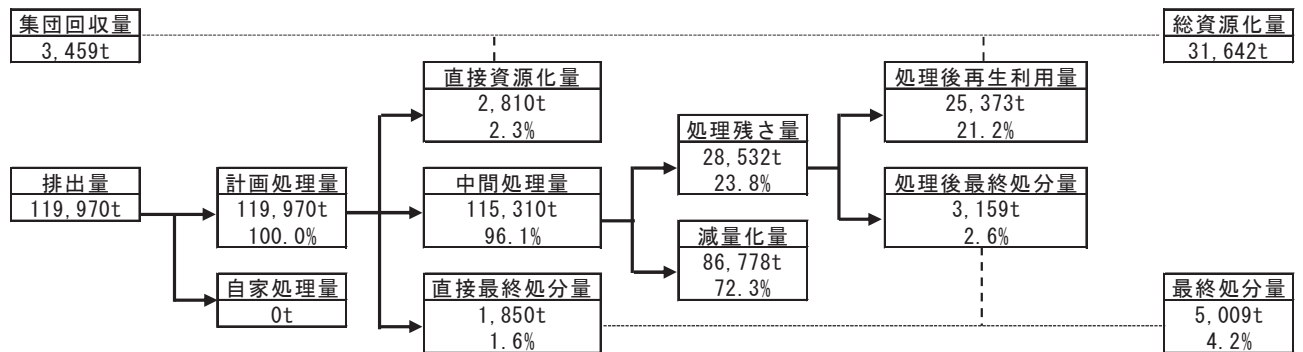 集団回収量
3,459t
総資源化量
31,642t
直接資源化量
2,810t
2.3%
処理後再生利用量
25,373t
21.2%
処理残さ量
28,532t
23.8%
排出量
119,970t
計画処理量
119,970t
100.0%
中間処理量
115,310t
96.1%
処理後最終処分量
3,159t
2.6%
減量化量
86,778t
72.3%
自家処理量
0t
直接最終処分量
1,850t
1.6%
最終処分量
5,009t
4.2%